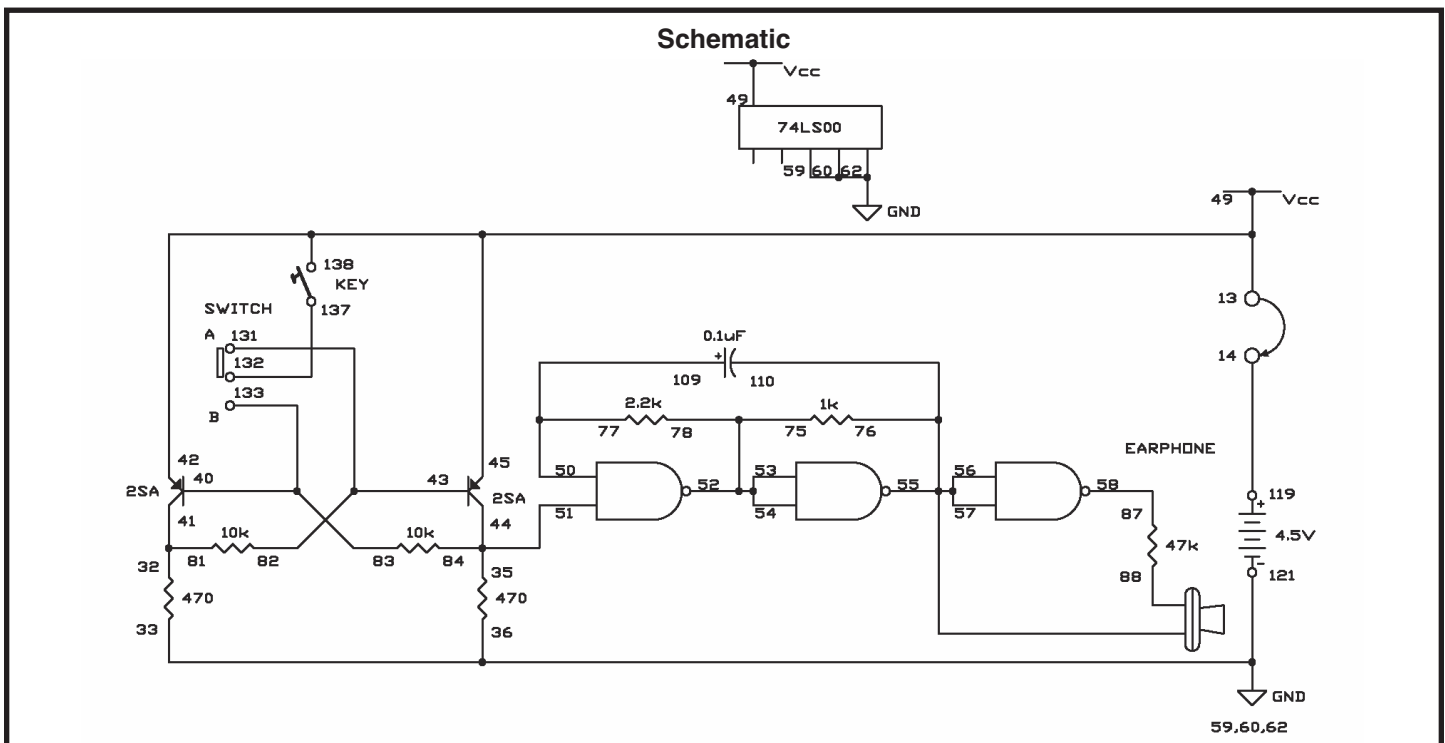 Schematic
Vcc
49
74LS00
59 60 62
GND
49 Vcc
138
KEY
137
SWITCH
A 131
132
133
B
13
14
0.1uF
+
109 110
2.2k 1k
77 78 75 76
EARPHONE
42 45
40 43
2SA 2SA
41 44
50 53 56
52 55 58
51 54 57
87
119
+
10k 10k
47k 4.5V
81 82 83 84
32 35
88
-
121
470 470
33 36
GND
59,60,62